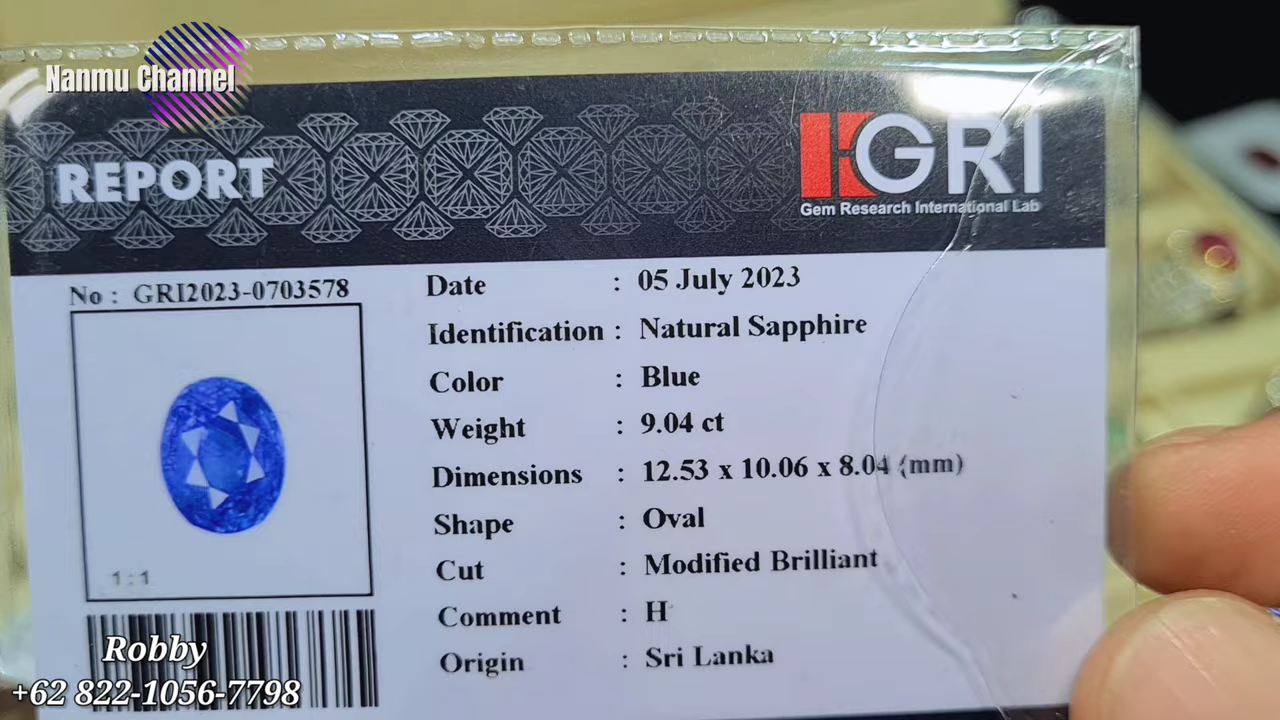 Nanmu Channel
REPORT
GRI
Gem Research International Lab
No : GRI2023-0703578
Date : 05 July 2023
Identification : Natural Sapphire
Color : Blue
Weight : 9.04 ct
Dimensions : 12.53 x 10.06 x 8.04 (mm)
Shape : Oval
Cut : Modified Brilliant
Comment : H
Origin : Sri Lanka
1:1
Robby
+62 822-1056-7798